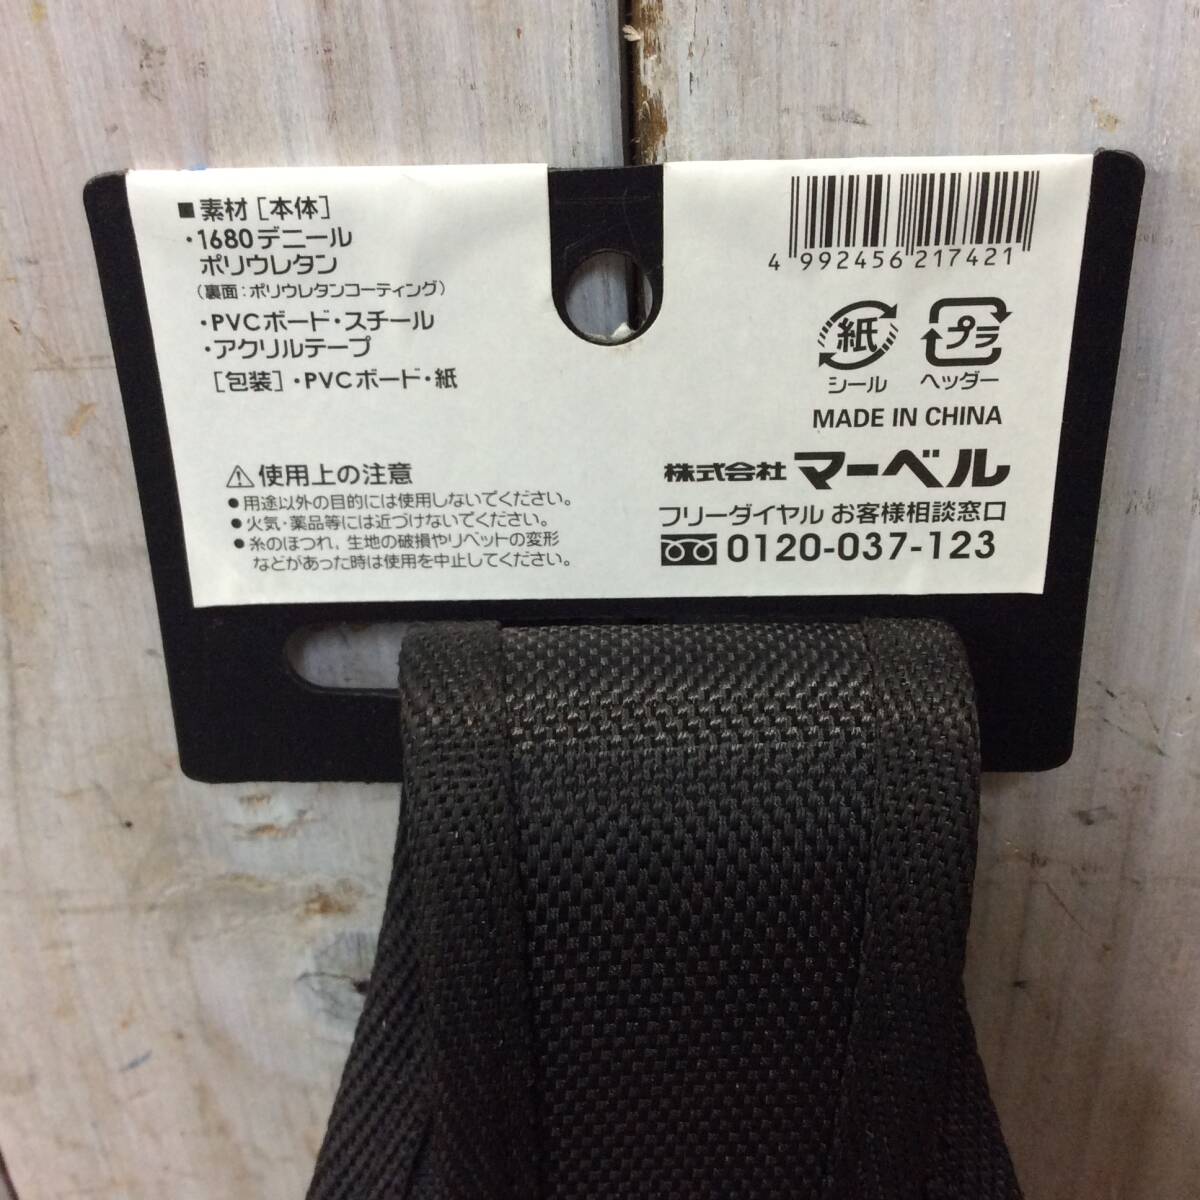 ■ 素材［本体］
・1680デニール
ポリウレタン
（裏面：ポリウレタンコーティング）
・PVCボード・スチール
・アクリルテープ
［包装］・PVCボード・紙
⚠使用上の注意
●用途以外の目的には使用しないでください。
●火気・薬品等には近づけないでください。
●糸のほつれ，生地の破損やリベットの変形
などがあった時は使用を中止してください。
4 992456 217421
紙 プラ
シール ヘッダー
MADE IN CHINA
株式会社 マーベル
フリーダイヤル お客様相談窓口
0120-037-123